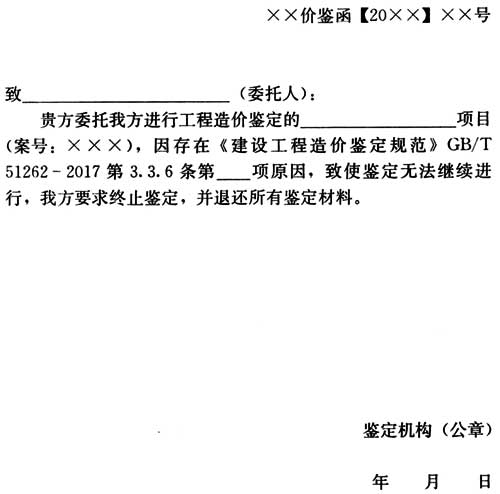 ××价鉴函【20××】××号
致____________________（委托人）：
贵方委托我方进行工程造价鉴定的________________项目
（案号：×××），因存在《建设工程造价鉴定规范》GB/T
51262－2017 第 3.3.6 条第____项原因，致使鉴定无法继续进
行，我方要求终止鉴定，并退还所有鉴定材料。
鉴定机构（公章）
年　月　日